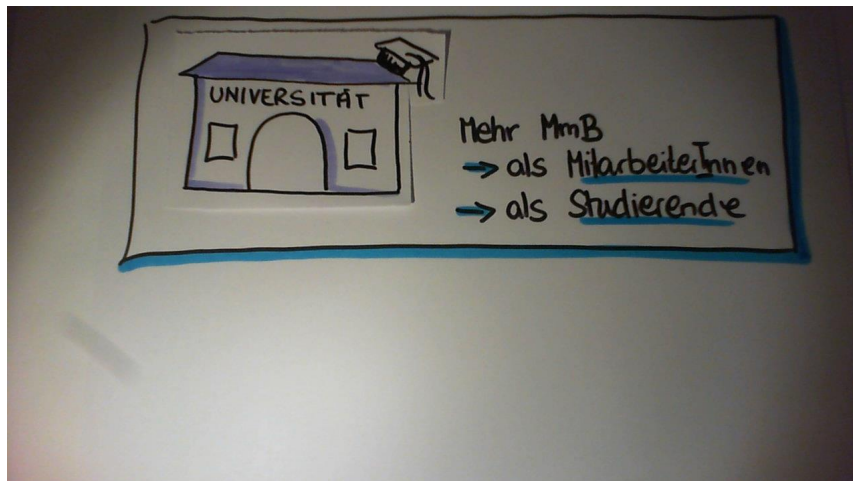 UNIVERSITÄT
Mehr MmB
→ als MitarbeiterInnen
→ als Studierende